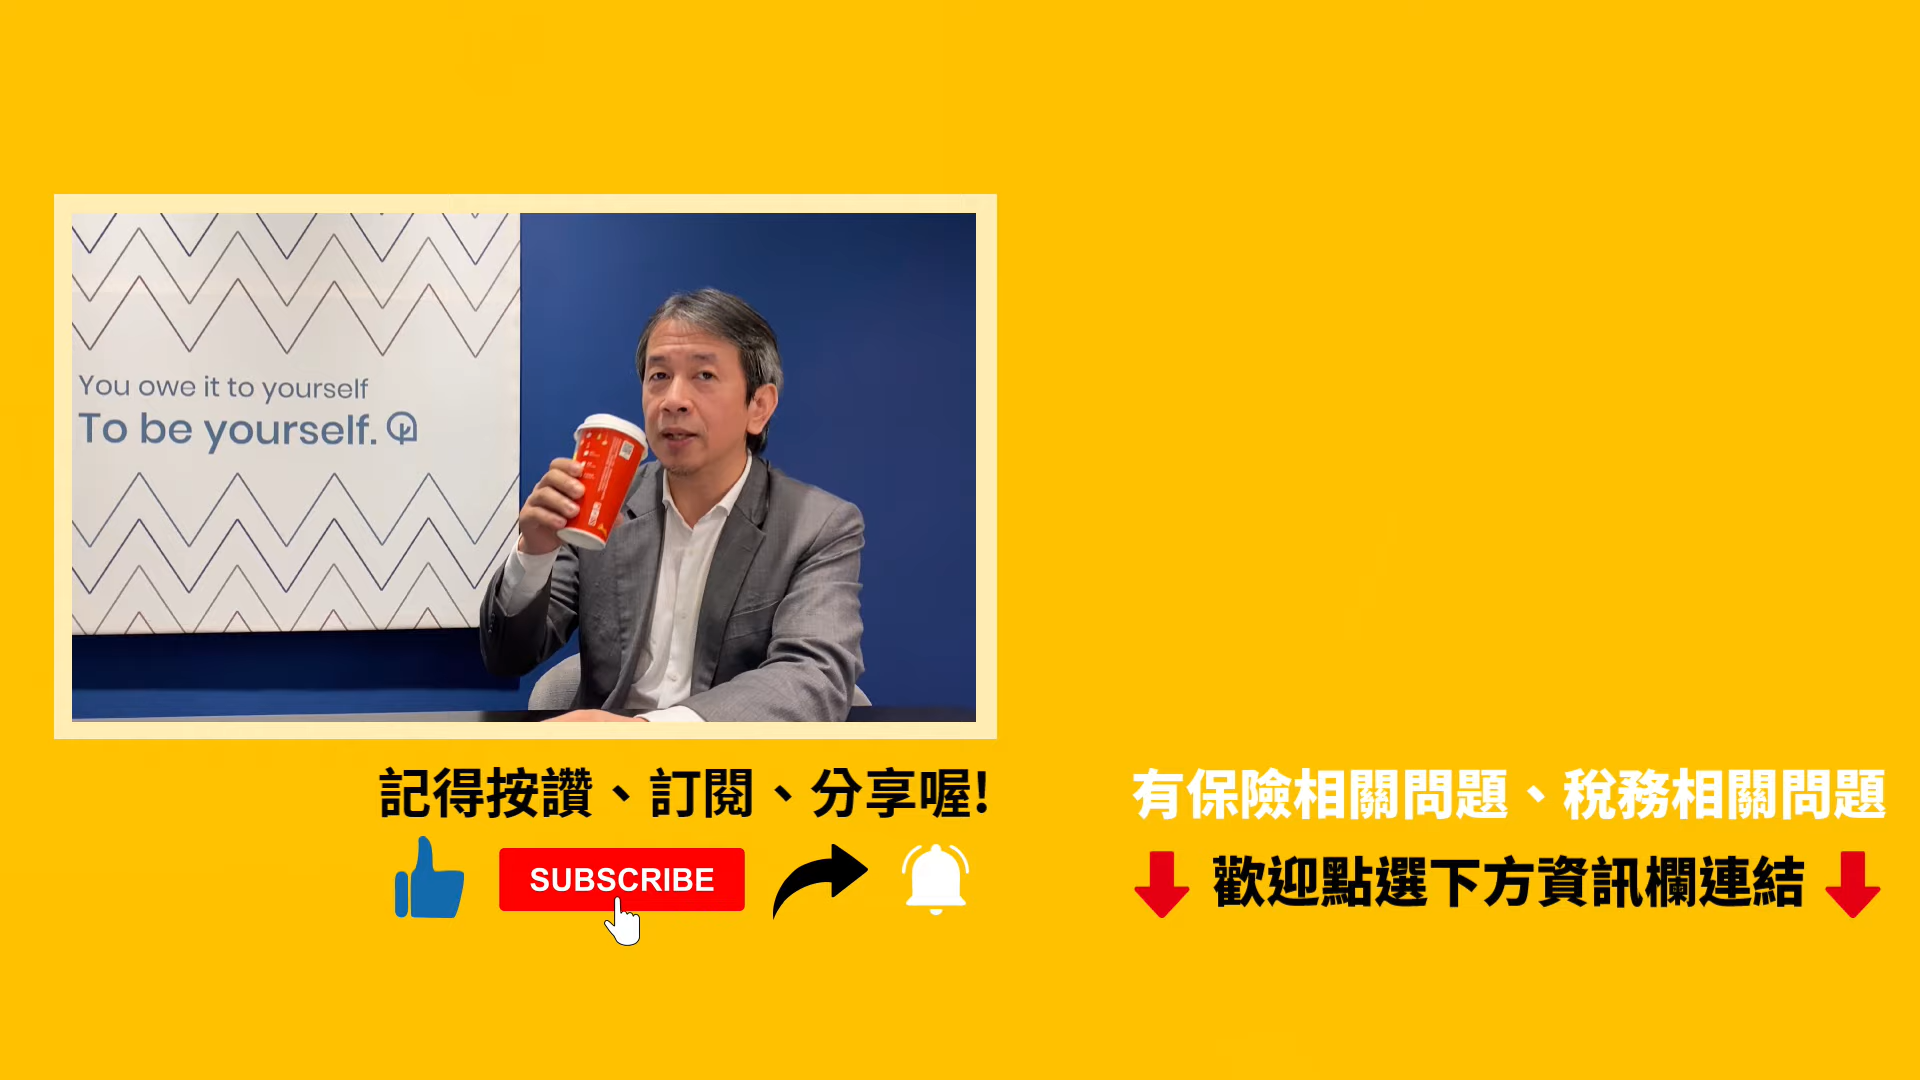 You owe it to yourself
To be yourself.
記得按讚、訂閱、分享喔!
SUBSCRIBE
有保險相關問題、稅務相關問題
歡迎點選下方資訊欄連結